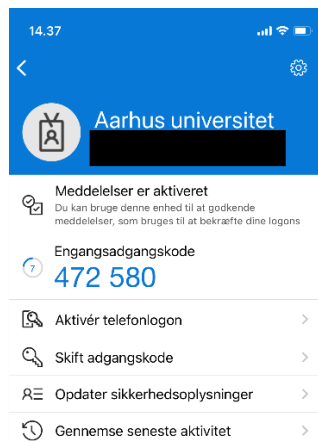 14.37
Aarhus universitet
Meddelelser er aktiveret
Du kan bruge denne enhed til at godkende
meddelelser, som bruges til at bekræfte dine logons
Engangsadgangskode
7
472 580
Aktivér telefonlogon
Skift adgangskode
Opdater sikkerhedsoplysninger
Gennemse seneste aktivitet